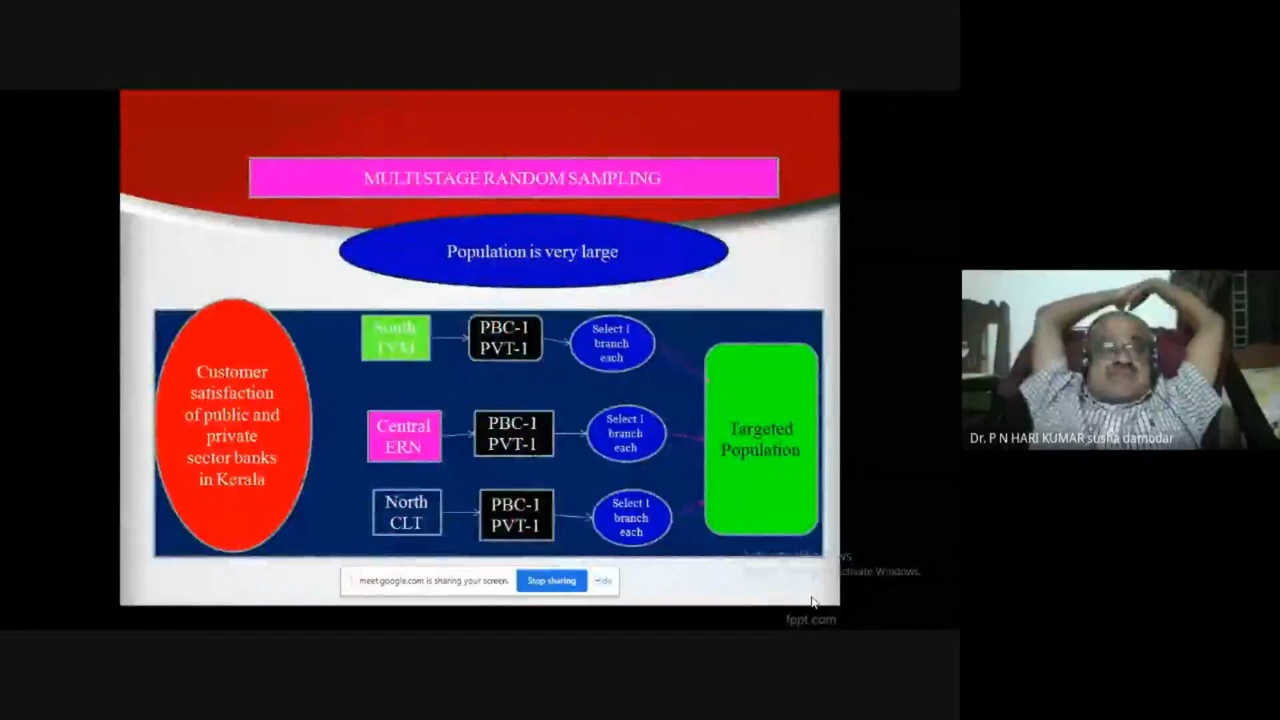 MULTI STAGE RANDOM SAMPLING
Population is very large
Customer
satisfaction
of public and
private
sector banks
in Kerala
South
TVM
PBC-1
PVT-1
Select 1
branch
each
Central
ERN
PBC-1
PVT-1
Select 1
branch
each
North
CLT
PBC-1
PVT-1
Select 1
branch
each
Targeted
Population
meet.google.com is sharing your screen.
Stop sharing
Hide
Windows.
fppt.com
Dr. P N HARI KUMAR susha damodar